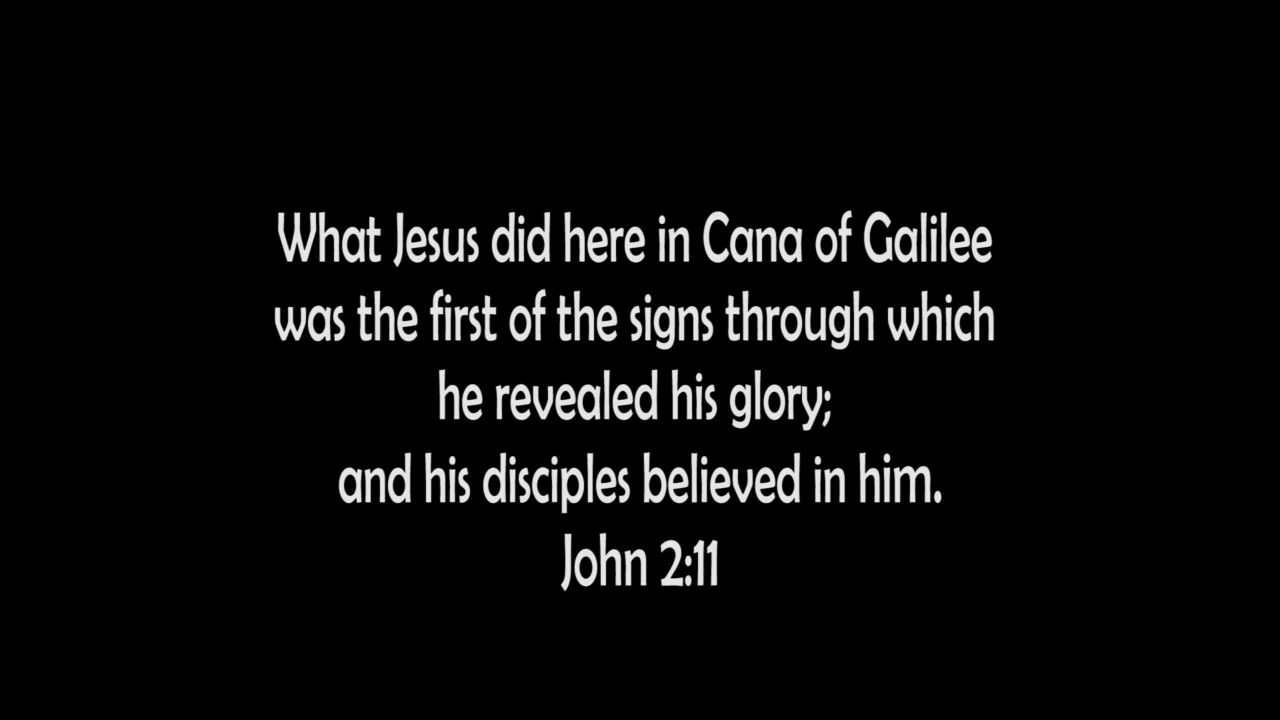 What Jesus did here in Cana of Galilee
was the first of the signs through which
he revealed his glory;
and his disciples believed in him.
John 2:11